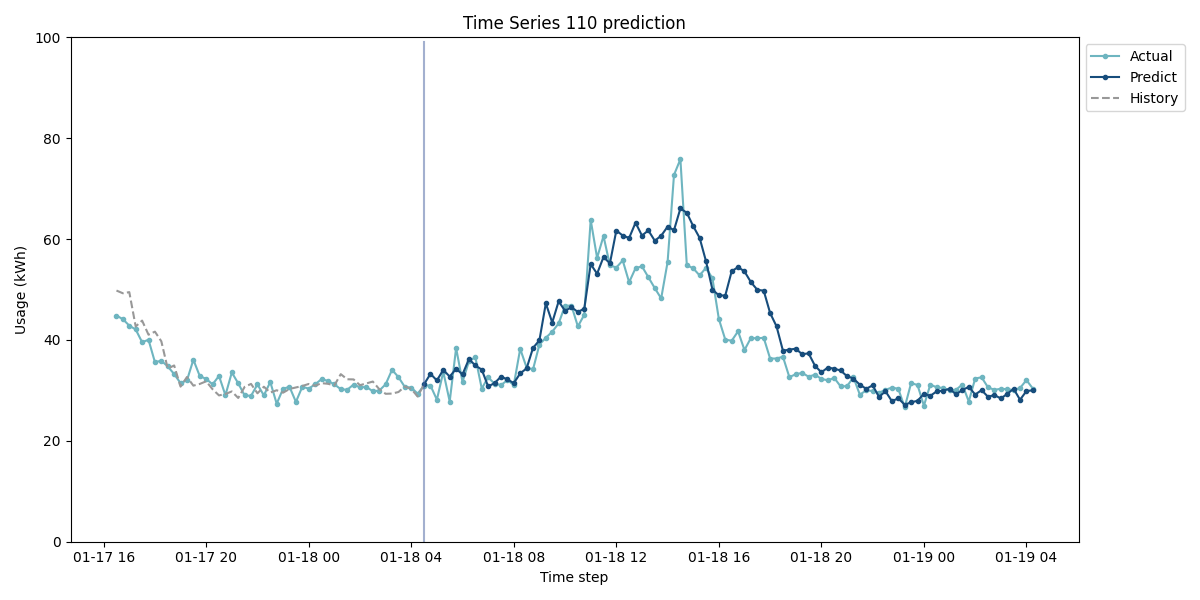 Time Series 110 prediction
Usage (kWh)
100
80
60
40
20
0
01-17 16
01-17 20
01-18 00
01-18 04
01-18 08
01-18 12
01-18 16
01-18 20
01-19 00
01-19 04
Time step
Actual
Predict
History